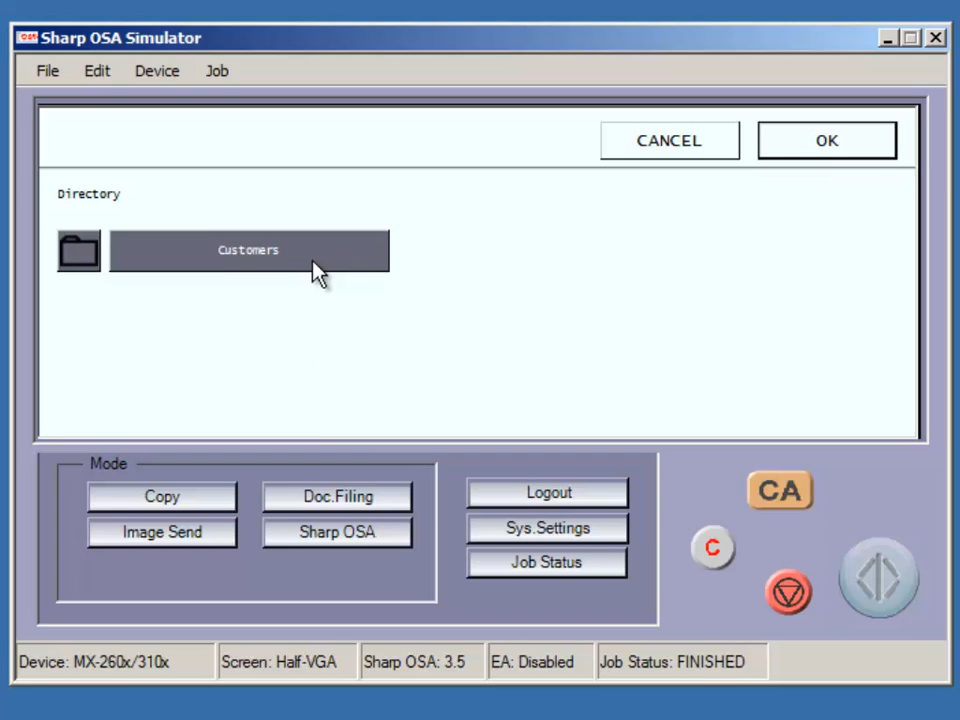 Sharp OSA Simulator
File Edit Device Job
CANCEL OK
Directory
Customers
Mode
Copy Doc.Filing Logout
Image Send Sharp OSA Sys.Settings
Job Status
CA
C
Device: MX-260x/310x Screen: Half-VGA Sharp OSA: 3.5 EA: Disabled Job Status: FINISHED